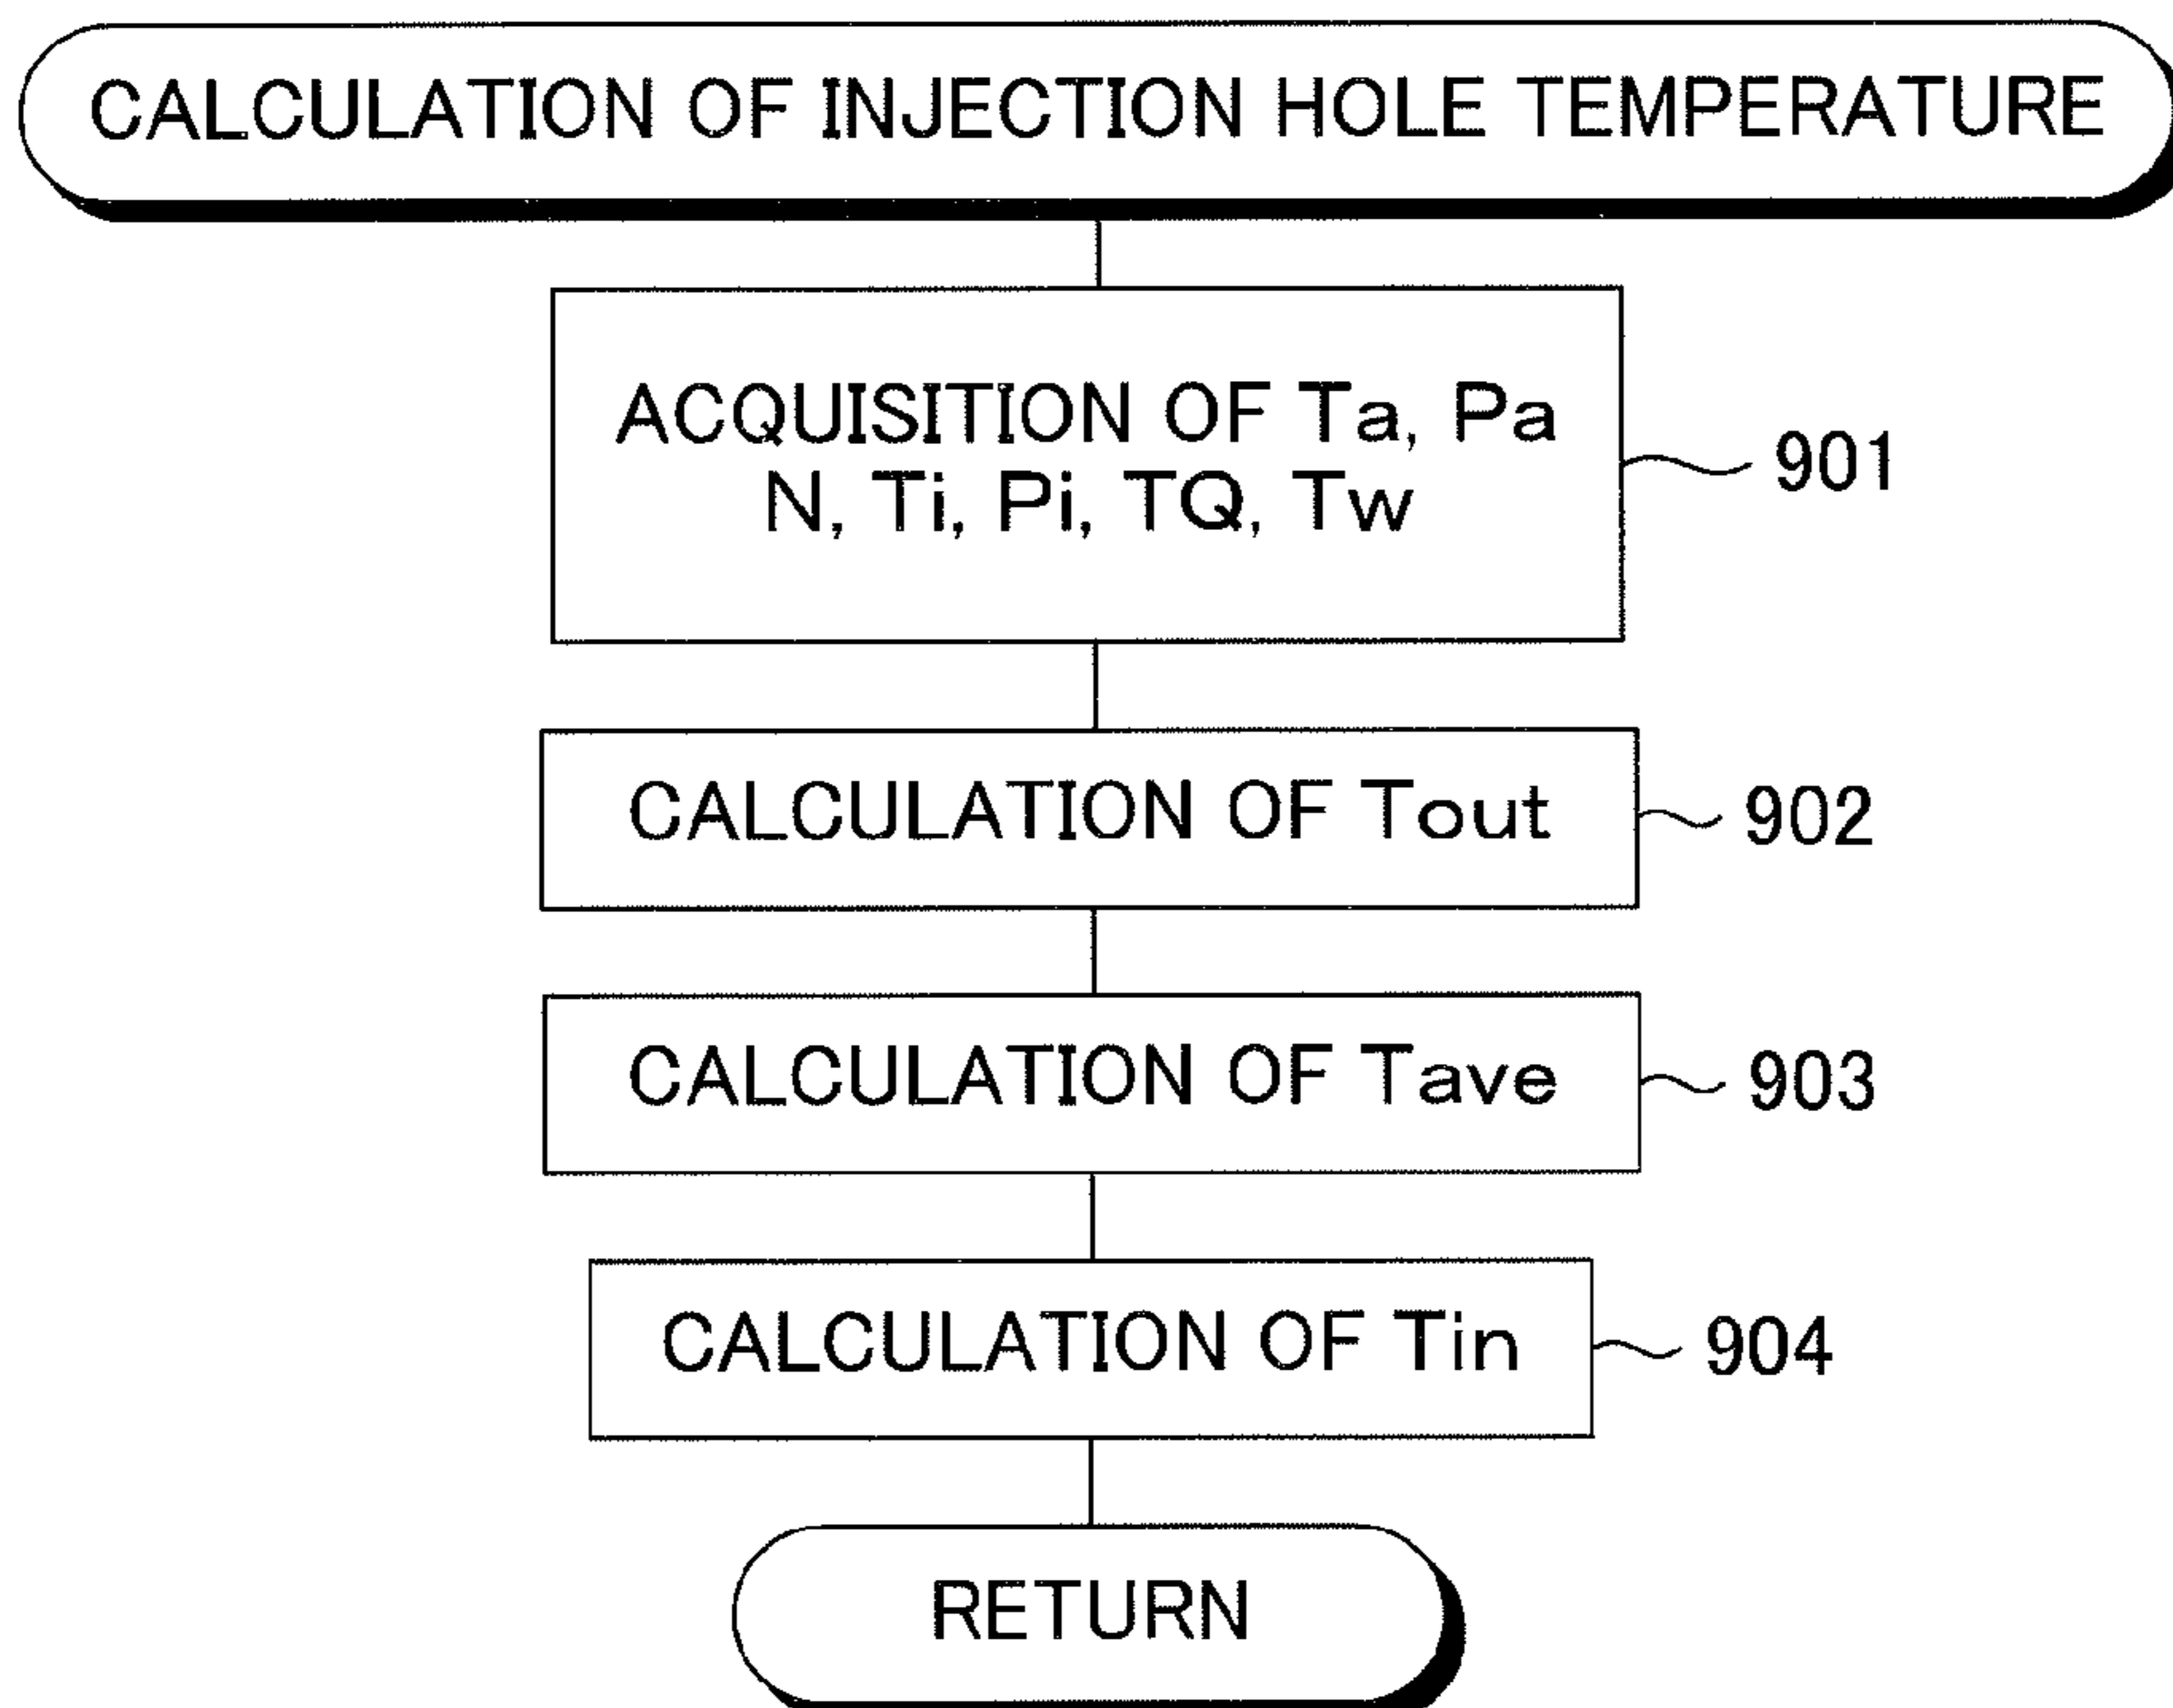 CALCULATION OF INJECTION HOLE TEMPERATURE
ACQUISITION OF Ta, Pa
N, Ti, Pi, TQ, Tw
901
CALCULATION OF Tout
902
CALCULATION OF Tave
903
CALCULATION OF Tin
904
RETURN